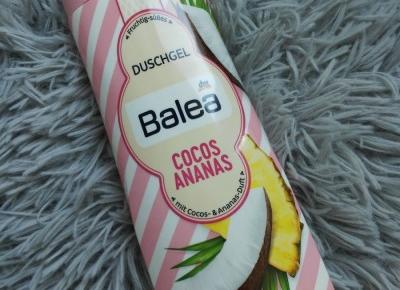 Fruchtig-süßes
DUSCHGEL
dm
Balea
COCOS
ANANAS
mit Cocos- & Ananas-Duft